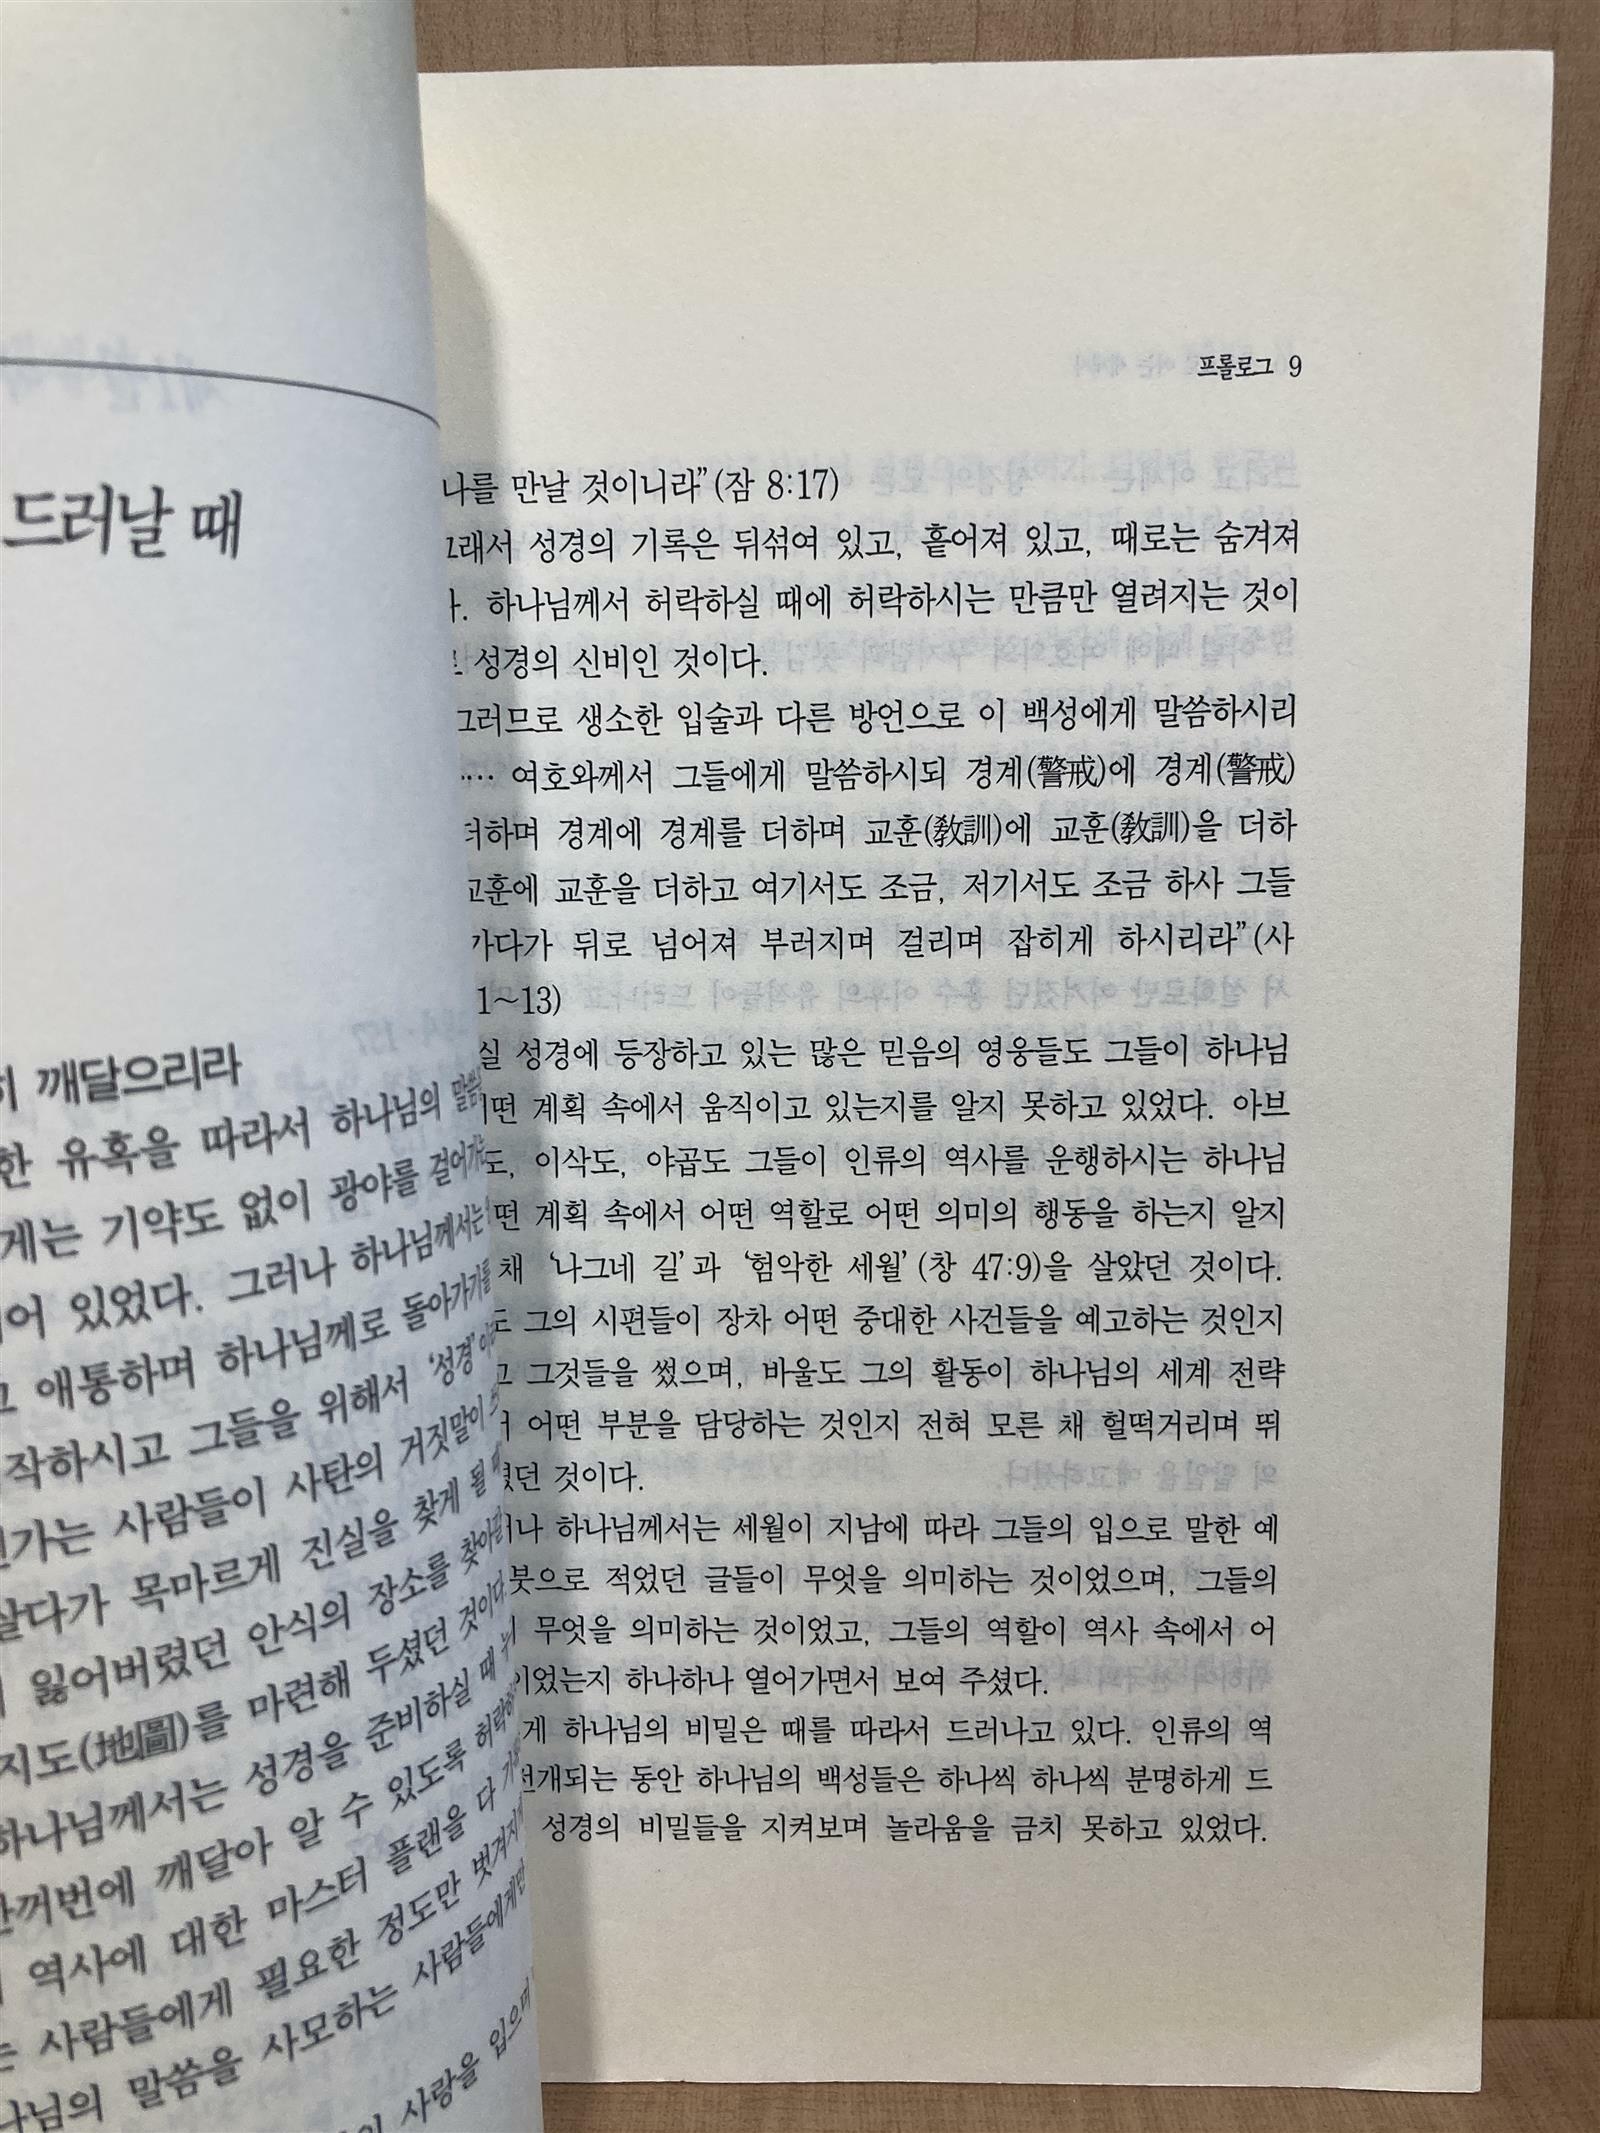 드러날 때
깨달으리라
한 유혹을 따라서 하나님의
게는 기약도 없이 광야를
있었다. 그러나 하나님께서는
애통하며 하나님께로 돌아가기를
작하시고 그들을 위해서 ‘성경’
사람들이 사탄의 거짓말이
살다가 목마르게 진실을 찾게 될 때
잃어버렸던 안식의 장소를
지도(地圖)를 마련해 두셨던 것이다.
하나님께서는 성경을 준비하실 때
깨달아 알 수 있도록
역사에 대한 마스터 플랜을 다
사람들에게 필요한 정도만
말씀을 사모하는 사람들에게만
사랑을 입으며
프롤로그 9
나를 만날 것이니라”(잠 8:17)
그래서 성경의 기록은 뒤섞여 있고, 흩어져 있고, 때로는 숨겨져
하나님께서 허락하실 때에 허락하시는 만큼만 열려지는 것이
성경의 신비인 것이다.
그러므로 생소한 입술과 다른 방언으로 이 백성에게 말씀하시리
여호와께서 그들에게 말씀하시되 경계(警戒)에 경계(警戒)
더하며 경계에 경계를 더하며 교훈(敎訓)에 교훈(敎訓)을 더하
교훈에 교훈을 더하고 여기서도 조금, 저기서도 조금 하사 그들
가다가 뒤로 넘어져 부러지며 걸리며 잡히게 하시리라”(사
1~13)
실 성경에 등장하고 있는 많은 믿음의 영웅들도 그들이 하나님
떤 계획 속에서 움직이고 있는지를 알지 못하고 있었다. 아브
도, 이삭도, 야곱도 그들이 인류의 역사를 운행하시는 하나님
떤 계획 속에서 어떤 역할로 어떤 의미의 행동을 하는지 알지
채 ‘나그네 길’과 ‘험악한 세월’(창 47:9)을 살았던 것이다.
도 그의 시편들이 장차 어떤 중대한 사건들을 예고하는 것인지
그것들을 썼으며, 바울도 그의 활동이 하나님의 세계 전략
어떤 부분을 담당하는 것인지 전혀 모른 채 헐떡거리며 뛰
던 것이다.
나 하나님께서는 세월이 지남에 따라 그들의 입으로 말한 예
붓으로 적었던 글들이 무엇을 의미하는 것이었으며, 그들의
무엇을 의미하는 것이었고, 그들의 역할이 역사 속에서 어
이었는지 하나하나 열어가면서 보여 주셨다.
게 하나님의 비밀은 때를 따라서 드러나고 있다. 인류의 역
전개되는 동안 하나님의 백성들은 하나씩 하나씩 분명하게 드
성경의 비밀들을 지켜보며 놀라움을 금치 못하고 있었다.